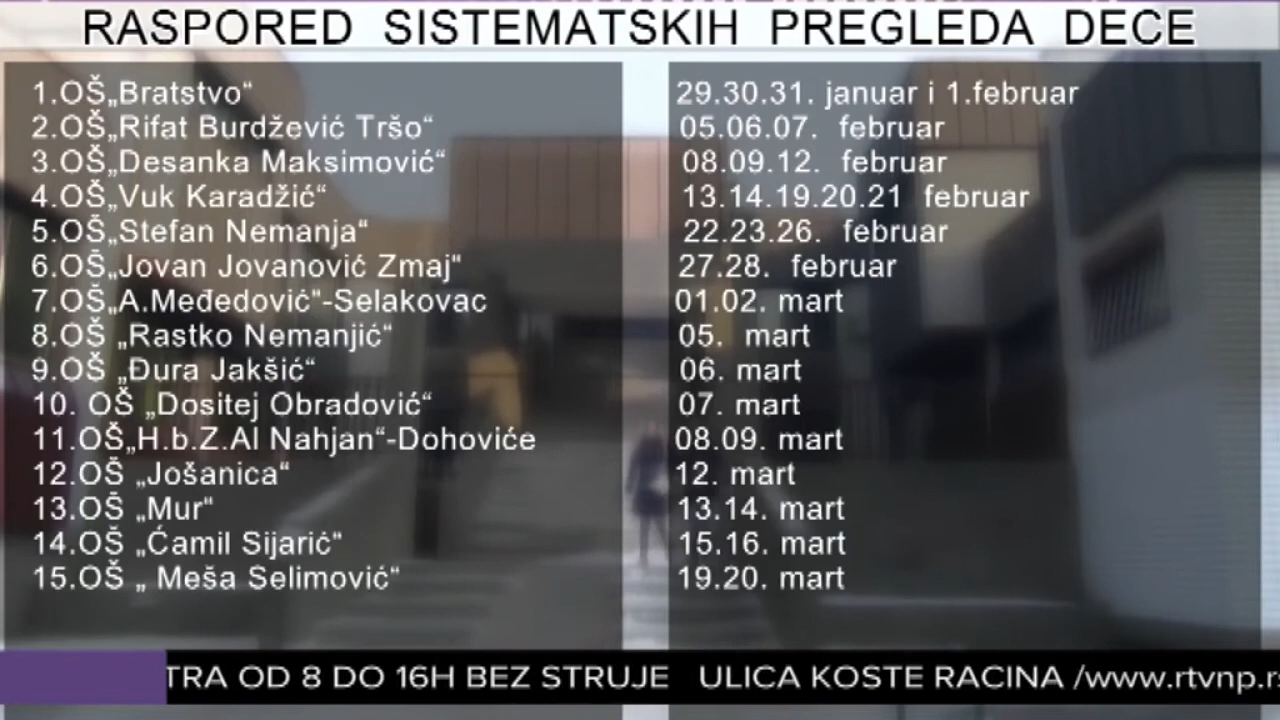 RASPORED SISTEMATSKIH PREGLEDA DECE
1.OŠ„Bratstvo“ 29.30.31. januar i 1.februar
2.OŠ„Rifat Burdžević Tršo“ 05.06.07. februar
3.OŠ„Desanka Maksimović“ 08.09.12. februar
4.OŠ„Vuk Karadžić“ 13.14.19.20.21 februar
5.OŠ„Stefan Nemanja“ 22.23.26. februar
6.OŠ„Jovan Jovanović Zmaj“ 27.28. februar
7.OŠ„A.Međedović“-Selakovac 01.02. mart
8.OŠ „Rastko Nemanjić“ 05. mart
9.OŠ „Đura Jakšić“ 06. mart
10. OŠ „Dositej Obradović“ 07. mart
11.OŠ„H.b.Z.Al Nahjan“-Dohoviće 08.09. mart
12.OŠ „Jošanica“ 12. mart
13.OŠ „Mur“ 13.14. mart
14.OŠ „Ćamil Sijarić“ 15.16. mart
15.OŠ „ Meša Selimović“ 19.20. mart
TRA OD 8 DO 16H BEZ STRUJE ULICA KOSTE RACINA /www.rtvnp.rs